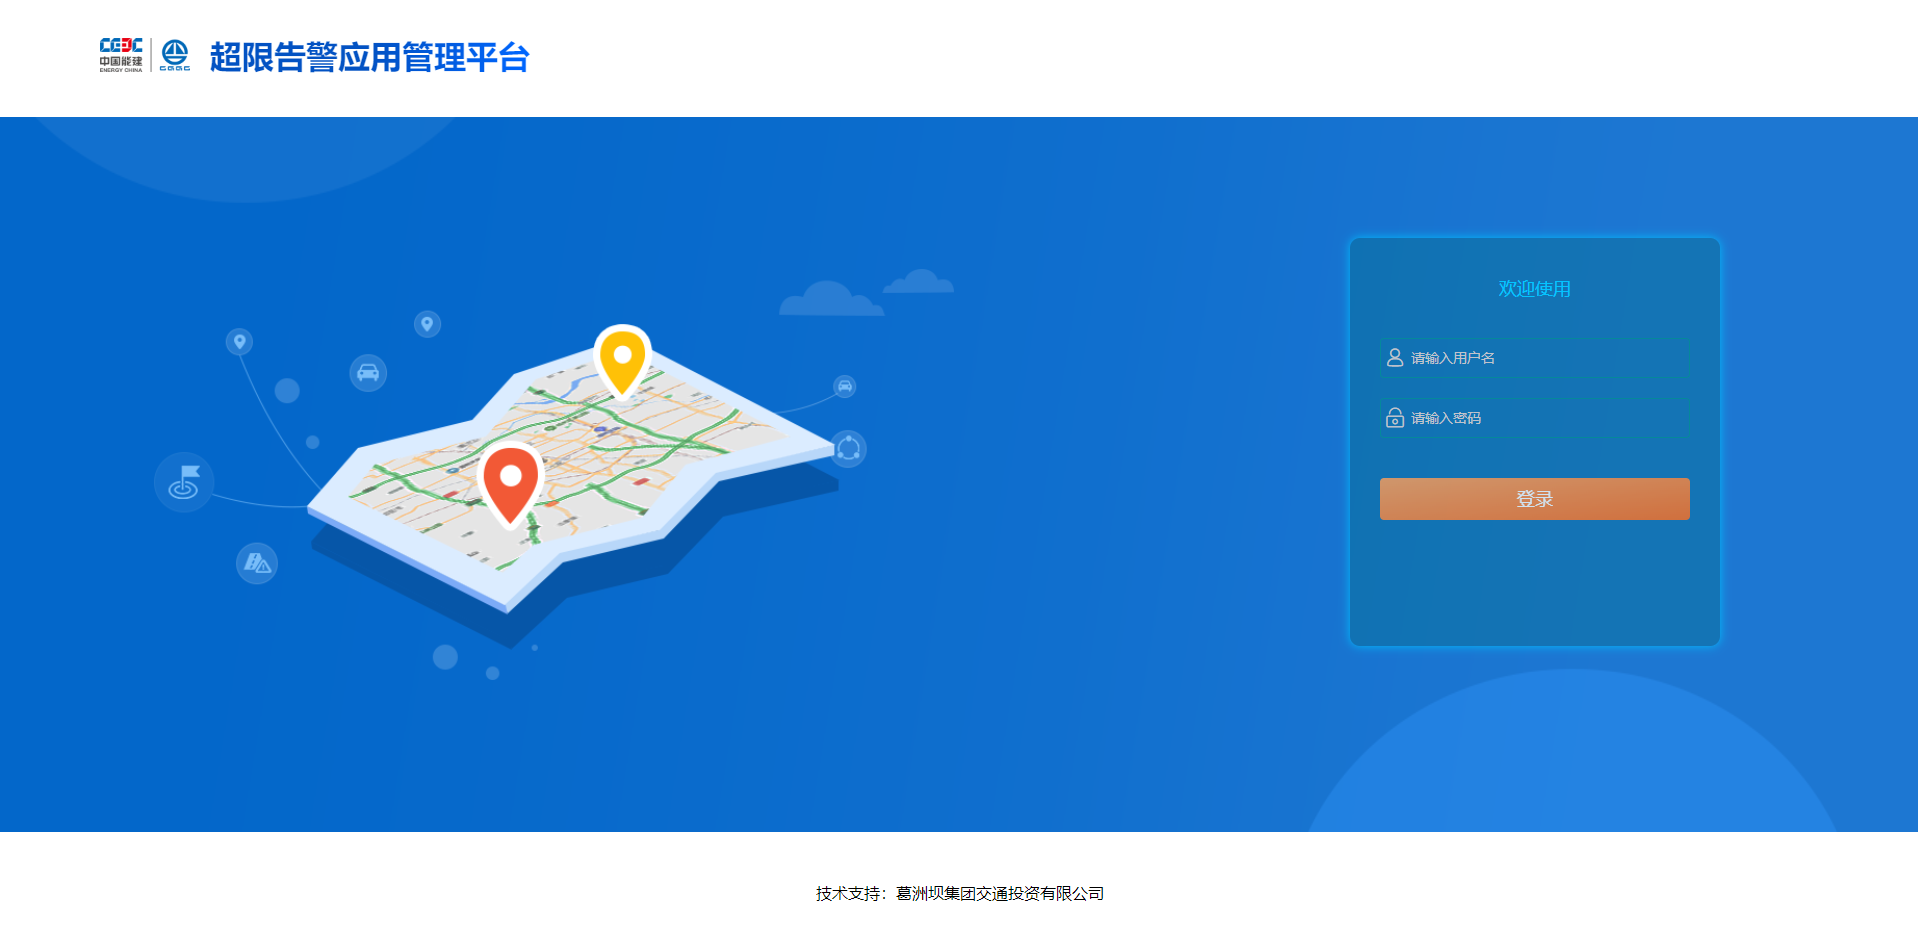 CEEC
中国能建
ENERGY CHINA
CGGC
超限告警应用管理平台
欢迎使用
请输入用户名
请输入密码
登录
技术支持：葛洲坝集团交通投资有限公司